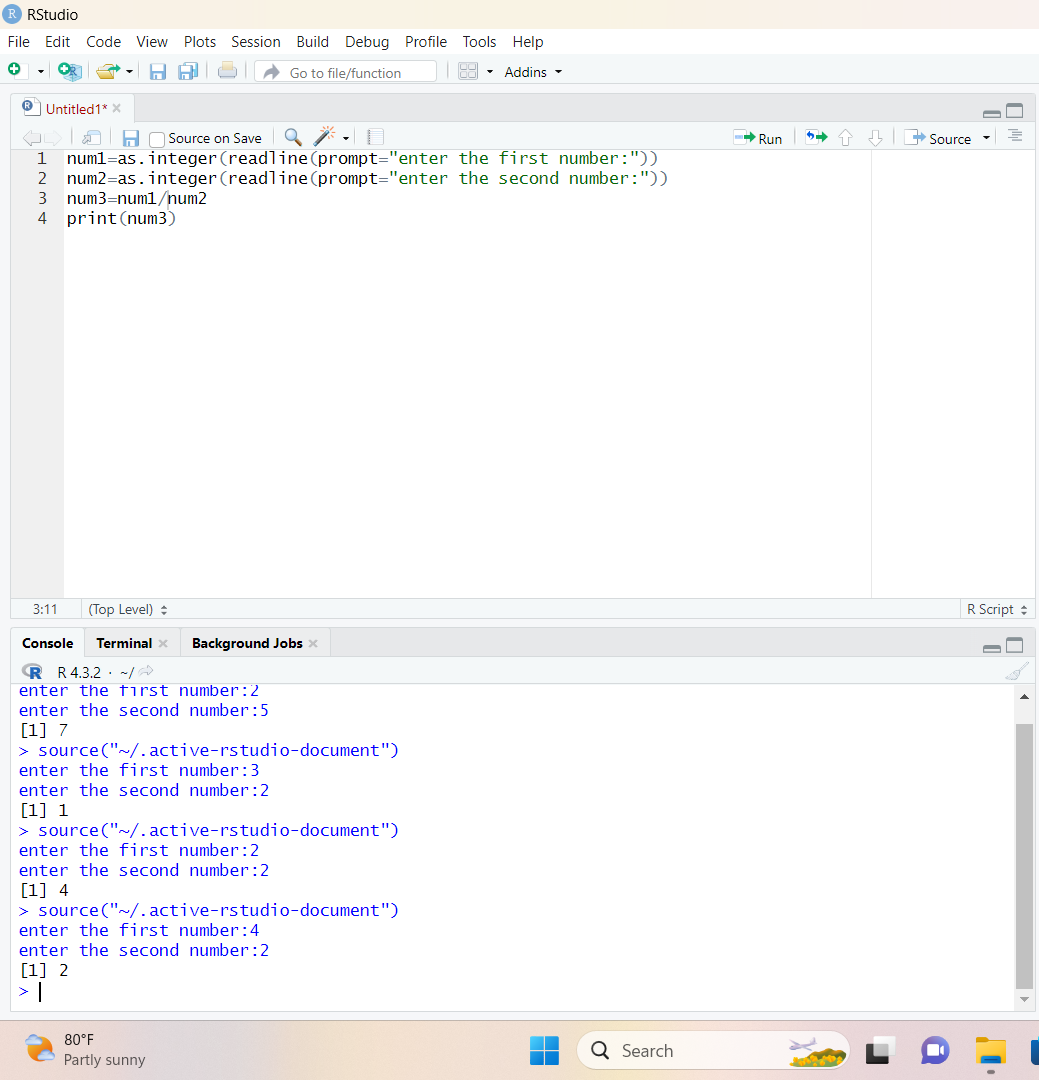 RStudio
File Edit Code View Plots Session Build Debug Profile Tools Help
Go to file/function Addins
Untitled1*
Source on Save Run Source
1 num1=as.integer(readline(prompt="enter the first number:"))
2 num2=as.integer(readline(prompt="enter the second number:"))
3 num3=num1/num2
4 print(num3)
3:11 (Top Level) R Script
Console Terminal Background Jobs
R R 4.3.2 · ~/
enter the first number:2
enter the second number:5
[1] 7
> source("~/.active-rstudio-document")
enter the first number:3
enter the second number:2
[1] 1
> source("~/.active-rstudio-document")
enter the first number:2
enter the second number:2
[1] 4
> source("~/.active-rstudio-document")
enter the first number:4
enter the second number:2
[1] 2
>
80°F
Partly sunny
Search